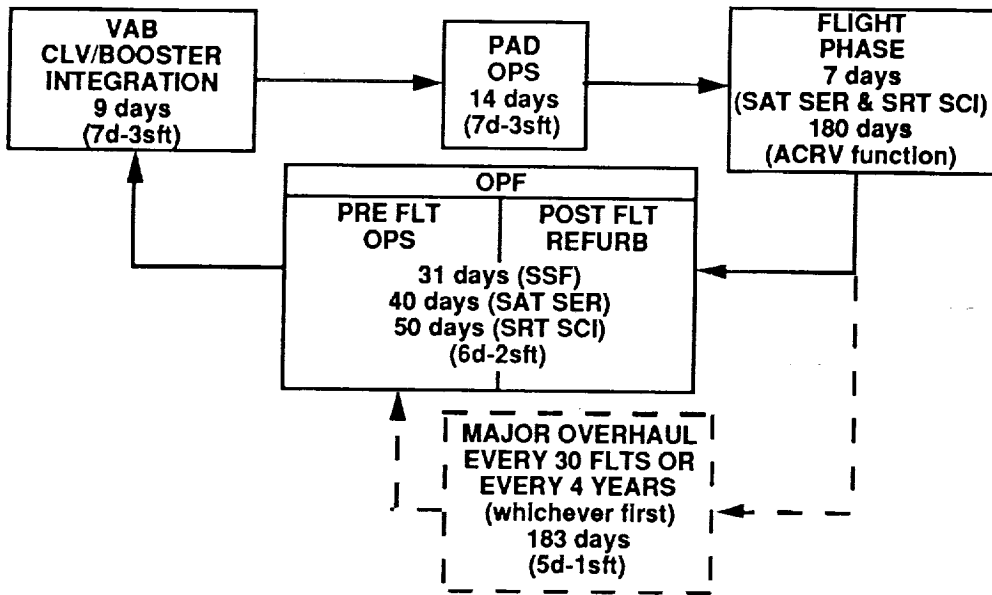 VAB
CLV/BOOSTER
INTEGRATION
9 days
(7d-3sft)
PAD
OPS
14 days
(7d-3sft)
FLIGHT
PHASE
7 days
(SAT SER & SRT SCI)
180 days
(ACRV function)
OPF
PRE FLT
OPS
POST FLT
REFURB
31 days (SSF)
40 days (SAT SER)
50 days (SRT SCI)
(6d-2sft)
MAJOR OVERHAUL
EVERY 30 FLTS OR
EVERY 4 YEARS
(whichever first)
183 days
(5d-1sft)